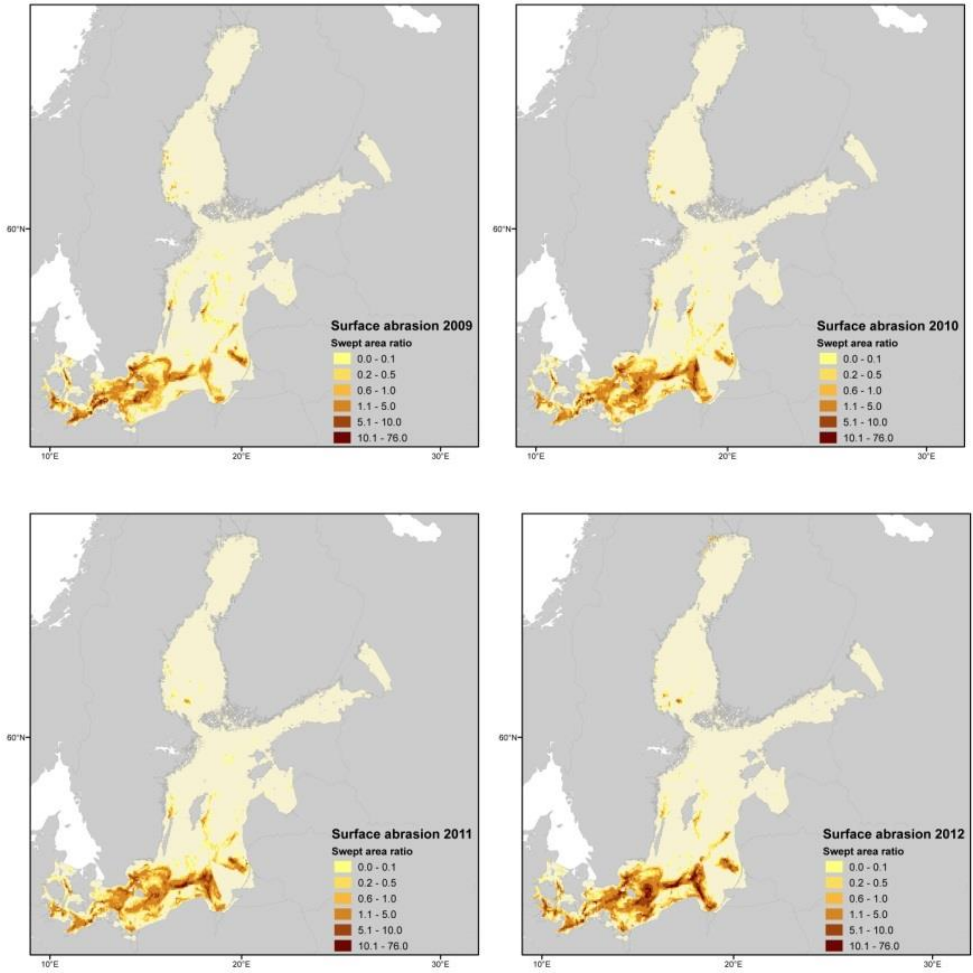 60°N
Surface abrasion 2009
Swept area ratio
0.0 - 0.1
0.2 - 0.5
0.6 - 1.0
1.1 - 5.0
5.1 - 10.0
10.1 - 76.0
10°E 20°E 30°E
60°N
Surface abrasion 2010
Swept area ratio
0.0 - 0.1
0.2 - 0.5
0.6 - 1.0
1.1 - 5.0
5.1 - 10.0
10.1 - 76.0
10°E 20°E 30°E
60°N
Surface abrasion 2011
Swept area ratio
0.0 - 0.1
0.2 - 0.5
0.6 - 1.0
1.1 - 5.0
5.1 - 10.0
10.1 - 76.0
10°E 20°E 30°E
60°N
Surface abrasion 2012
Swept area ratio
0.0 - 0.1
0.2 - 0.5
0.6 - 1.0
1.1 - 5.0
5.1 - 10.0
10.1 - 76.0
10°E 20°E 30°E